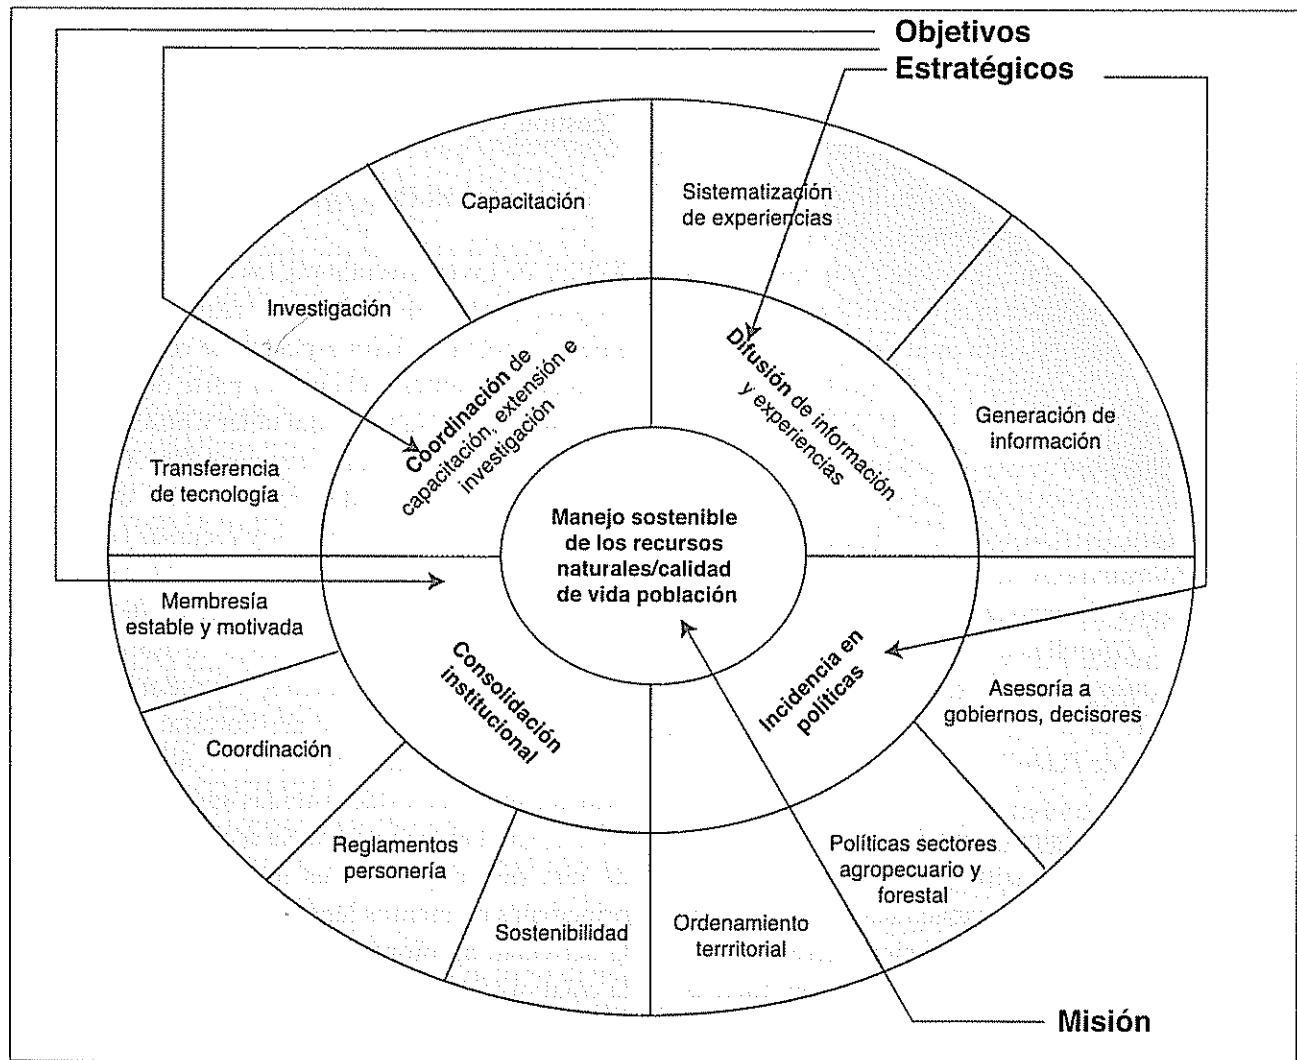 Objetivos
Estratégicos
Capacitación
Sistematización
de experiencias
Investigación
Generación de
información
Transferencia
de tecnología
Coordinación de
capacitación, extensión e
investigación
Difusión de información
y experiencias
Manejo sostenible
de los recursos
naturales/calidad
de vida población
Membresía
estable y motivada
Consolidación
institucional
Incidencia en
políticas
Asesoría a
gobiernos, decisores
Coordinación
Reglamentos
personería
Políticas sectores
agropecuario y
forestal
Sostenibilidad
Ordenamiento
terrritorial
Misión